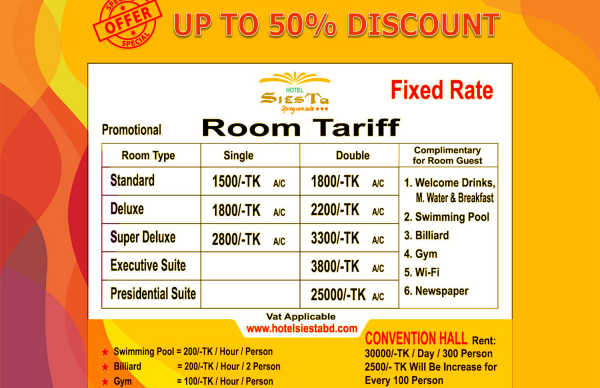 SPECIAL
OFFER
SPECIAL
UP TO 50% DISCOUNT
HOTEL
SIESTa
Fixed Rate
Promotional
Room Tariff
Room Type Single Double Complimentary
for Room Guest
Standard 1500/-TK A/C 1800/-TK A/C
Deluxe 1800/-TK A/C 2200/-TK A/C
Super Deluxe 2800/-TK A/C 3300/-TK A/C
Executive Suite 3800/-TK A/C
Presidential Suite 25000/-TK A/C
1. Welcome Drinks,
M. Water & Breakfast
2. Swimming Pool
3. Billiard
4. Gym
5. Wi-Fi
6. Newspaper
Vat Applicable
www.hotelsiestabd.com
Swimming Pool = 200/-TK / Hour / Person
Billiard = 200/-TK / Hour / 2 Person
Gym = 100/-TK / Hour / Person
CONVENTION HALL Rent:
30000/-TK / Day / 300 Person
2500/- TK Will Be Increase for
Every 100 Person